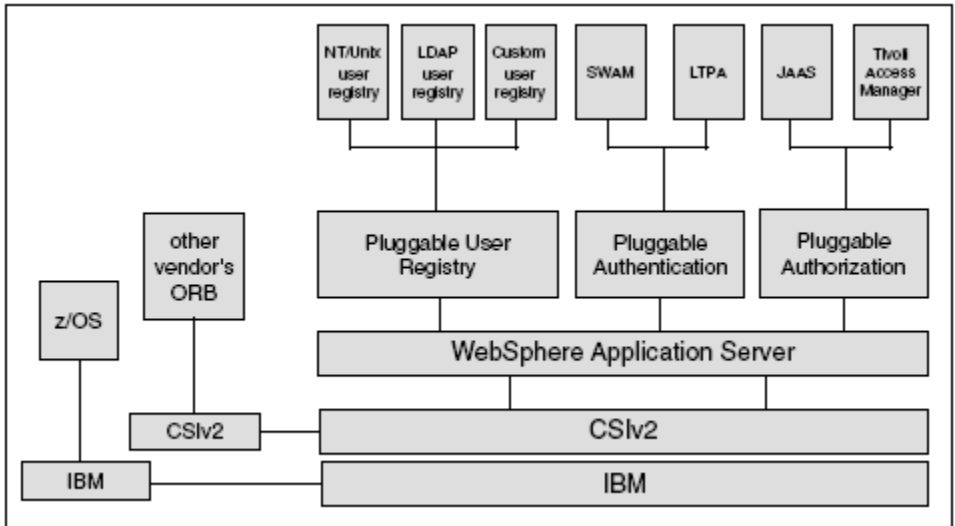 NT/Unix
user
registry
LDAP
user
registry
Custom
user
registry
SWAM
LTPA
JAAS
Tivoli
Access
Manager
Pluggable User
Registry
Pluggable
Authentication
Pluggable
Authorization
other
vendor's
ORB
z/OS
WebSphere Application Server
CSIv2
CSIv2
IBM
IBM